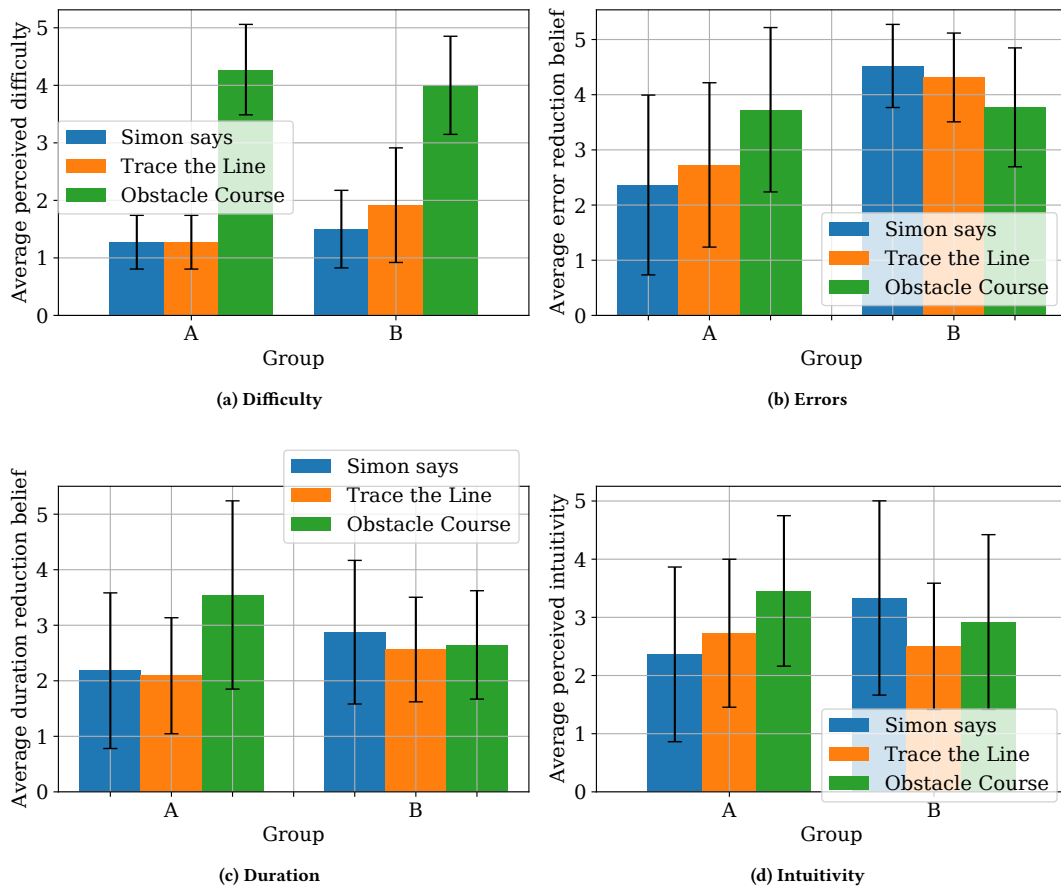 Average perceived difficulty
5
4
3
2
1
0
Simon says
Trace the Line
Obstacle Course
A
B
Group
(a) Difficulty
Average error reduction belief
5
4
3
2
1
0
Simon says
Trace the Line
Obstacle Course
A
B
Group
(b) Errors
Average duration reduction belief
5
4
3
2
1
0
Simon says
Trace the Line
Obstacle Course
A
B
Group
(c) Duration
Average perceived intuitivity
5
4
3
2
1
0
Simon says
Trace the Line
Obstacle Course
A
B
Group
(d) Intuitivity